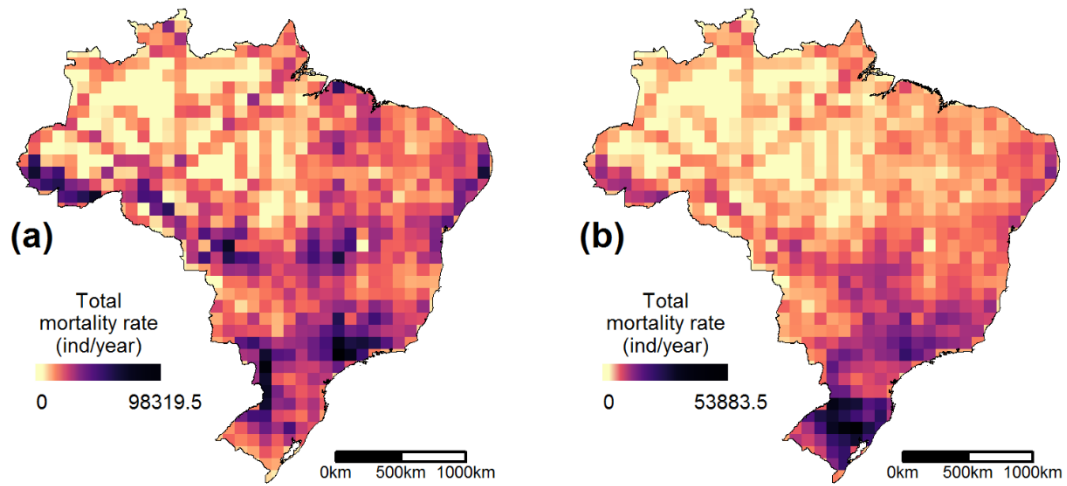 (a)
Total
mortality rate
(ind/year)
0 98319.5
0km 500km 1000km
(b)
Total
mortality rate
(ind/year)
0 53883.5
0km 500km 1000km